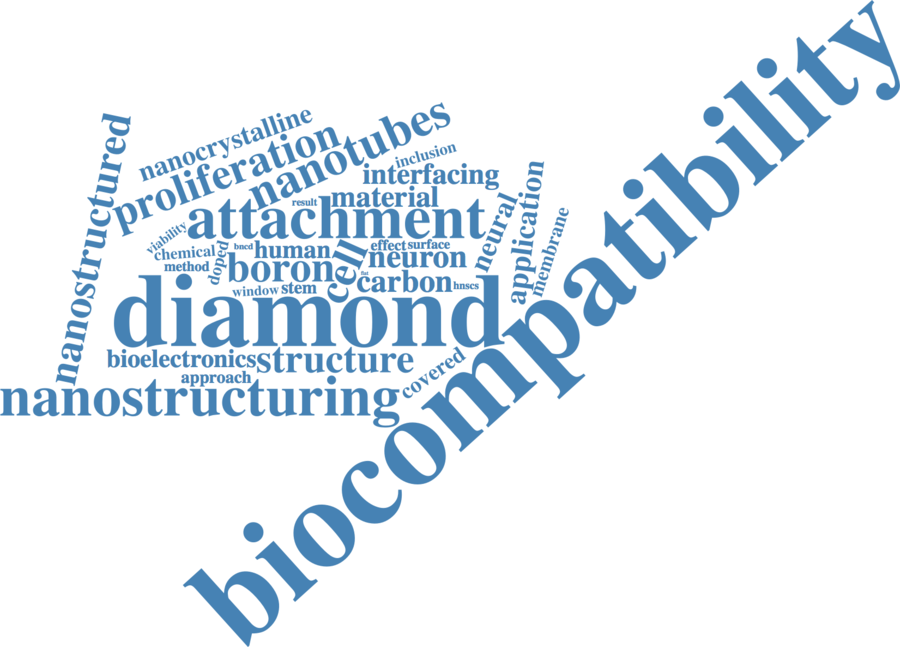 biocompatibility
nanostructured
nanocrystalline
proliferation
nanotubes
inclusion
interfacing
material
result
attachment
viability
chemical
method
doped
bncd
human
boron
cell
effect
surface
neuron
flat
carbon
hnscs
window
stem
neural
application
membrane
diamond
bioelectronics
structure
approach
covered
nanostructuring